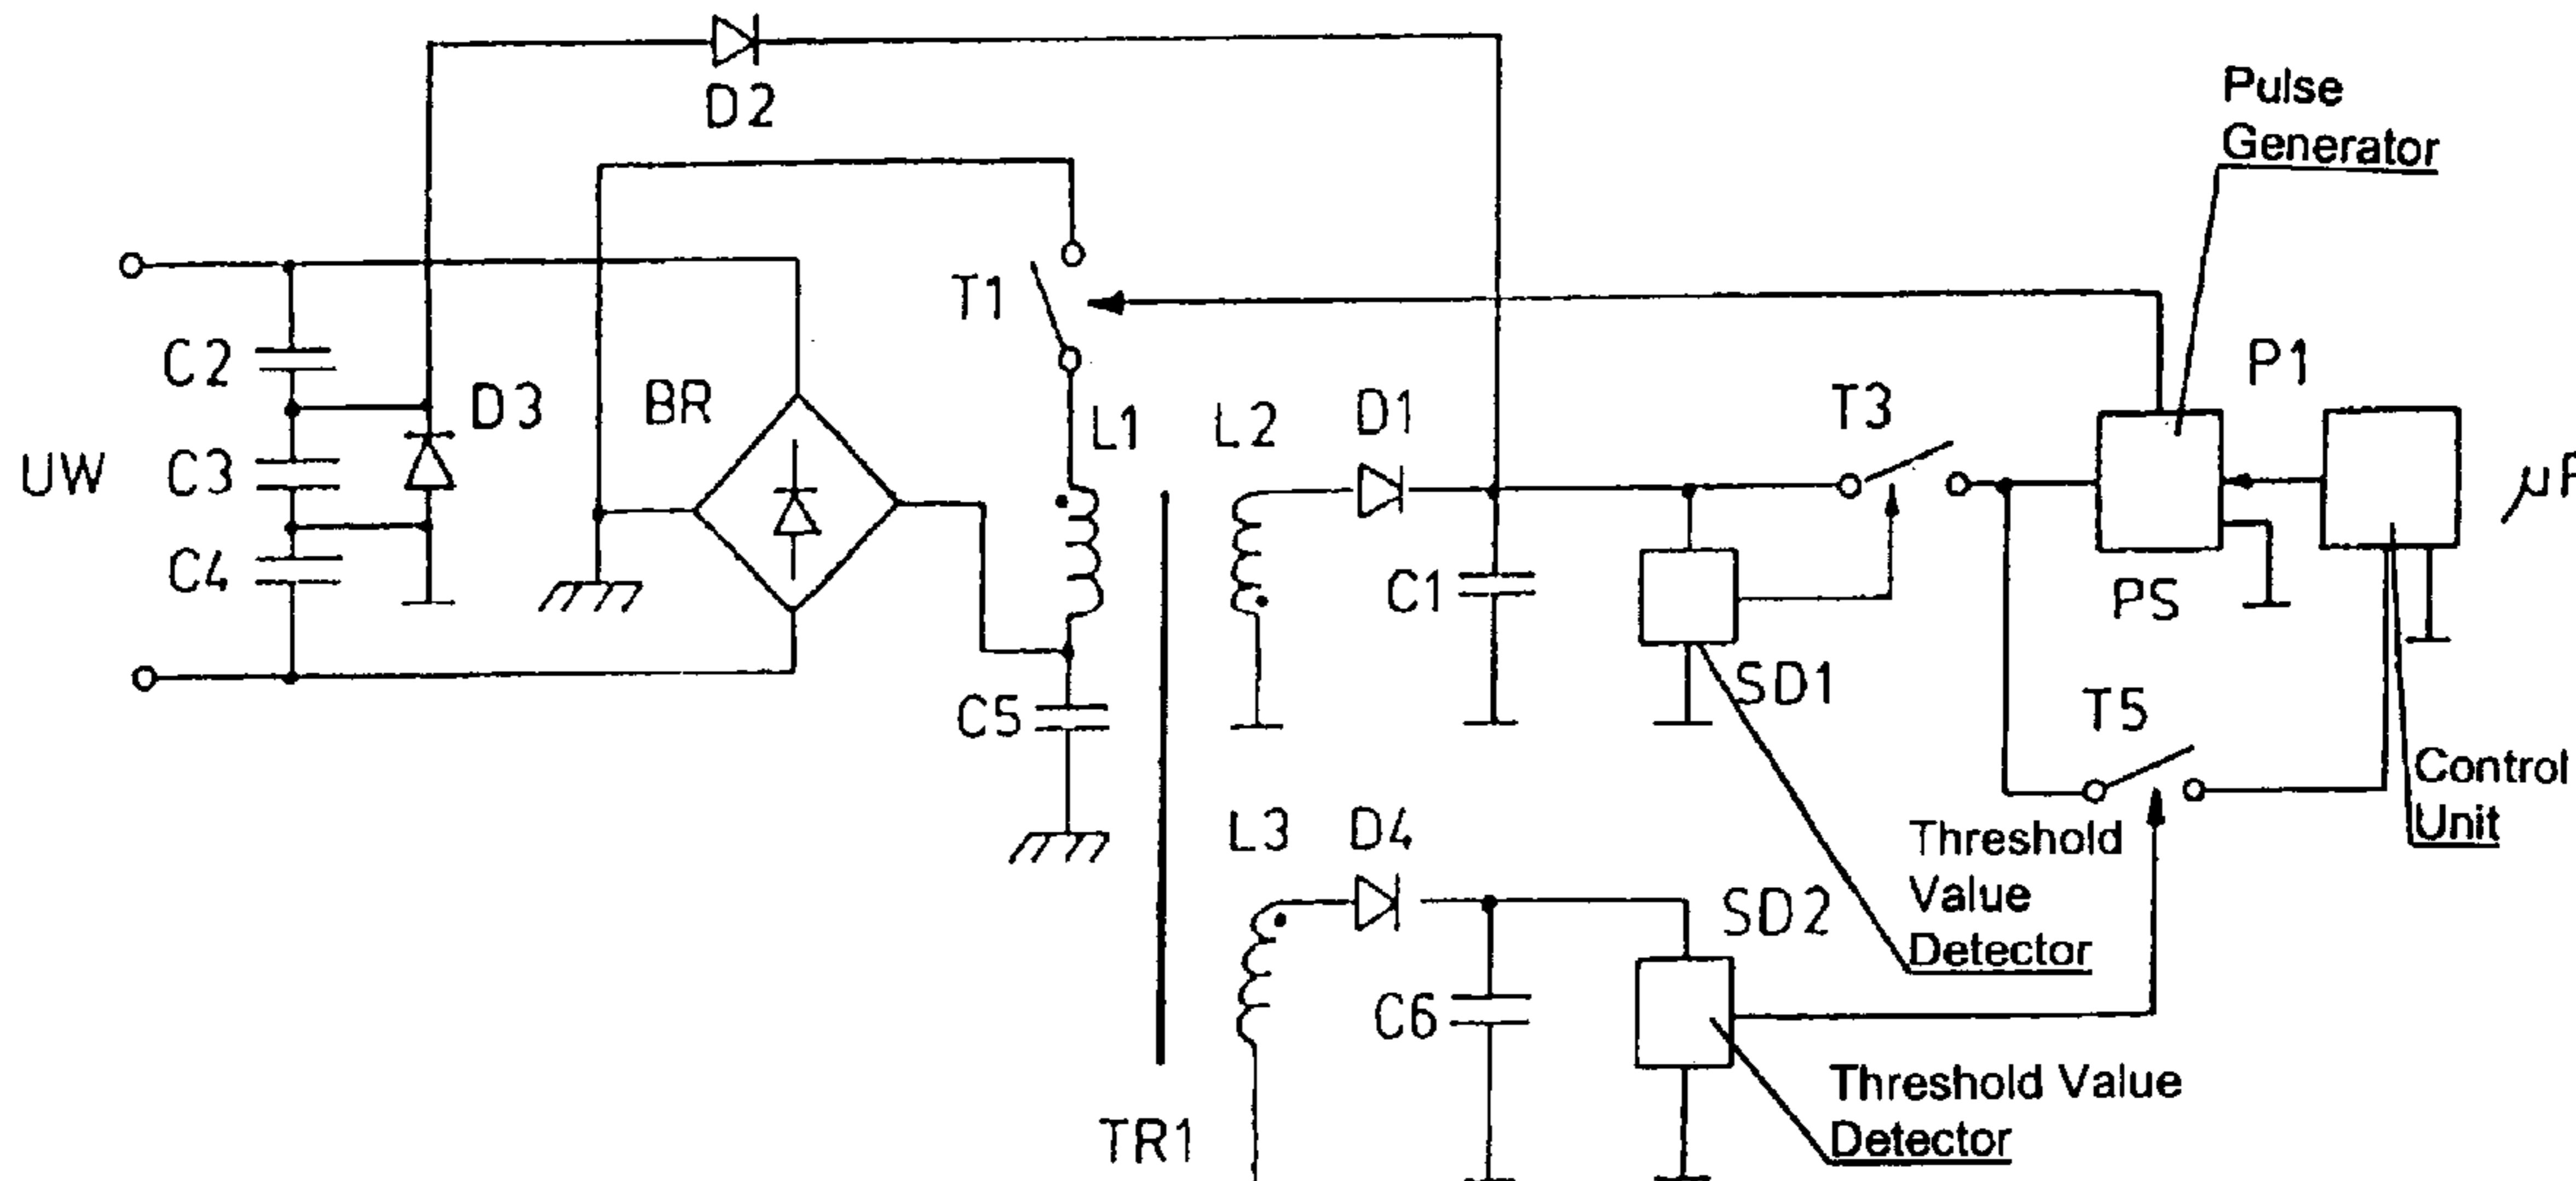 D2
Pulse
Generator
T1
C2
D3
BR
P1
T3
UW
C3
L1
L2
D1
C4
C1
PS
SD1
C5
T5
Control
Unit
L3
D4
Threshold
Value
Detector
SD2
C6
Threshold Value
Detector
TR1